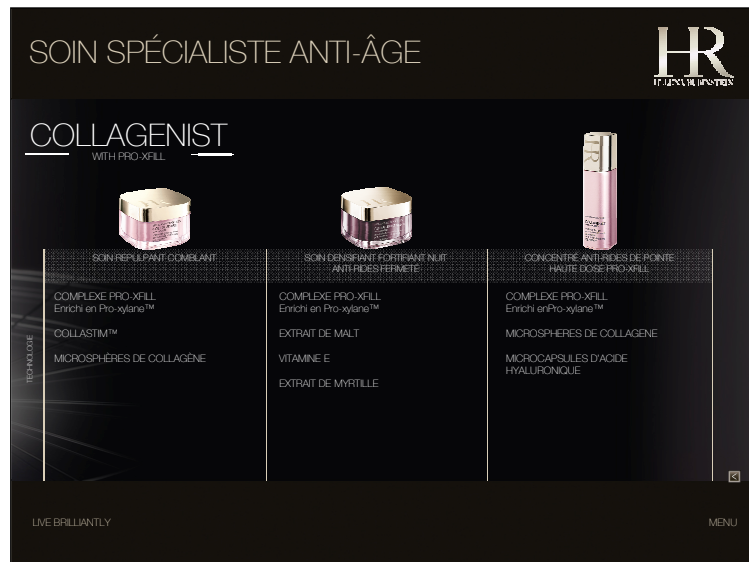 SOIN SPÉCIALISTE ANTI-ÂGE
HR
HELENA RUBINSTEIN
COLLAGENIST
WITH PRO-XFILL
HR
SOIN REPULPANT COMBLANT
SOIN DENSIFIANT FORTIFIANT NUIT
ANTI-RIDES FERMETÉ
CONCENTRÉ ANTI-RIDES DE POINTE
HAUTE DOSE PRO-XFILL
TECHNOLOGIE
COMPLEXE PRO-XFILL
Enrichi en Pro-xylane™
COLLASTIM™
MICROSPHÈRES DE COLLAGÈNE
COMPLEXE PRO-XFILL
Enrichi en Pro-xylane™
EXTRAIT DE MALT
VITAMINE E
EXTRAIT DE MYRTILLE
COMPLEXE PRO-XFILL
Enrichi enPro-xylane™
MICROSPHERES DE COLLAGENE
MICROCAPSULES D'ACIDE
HYALURONIQUE
LIVE BRILLIANTLY
MENU